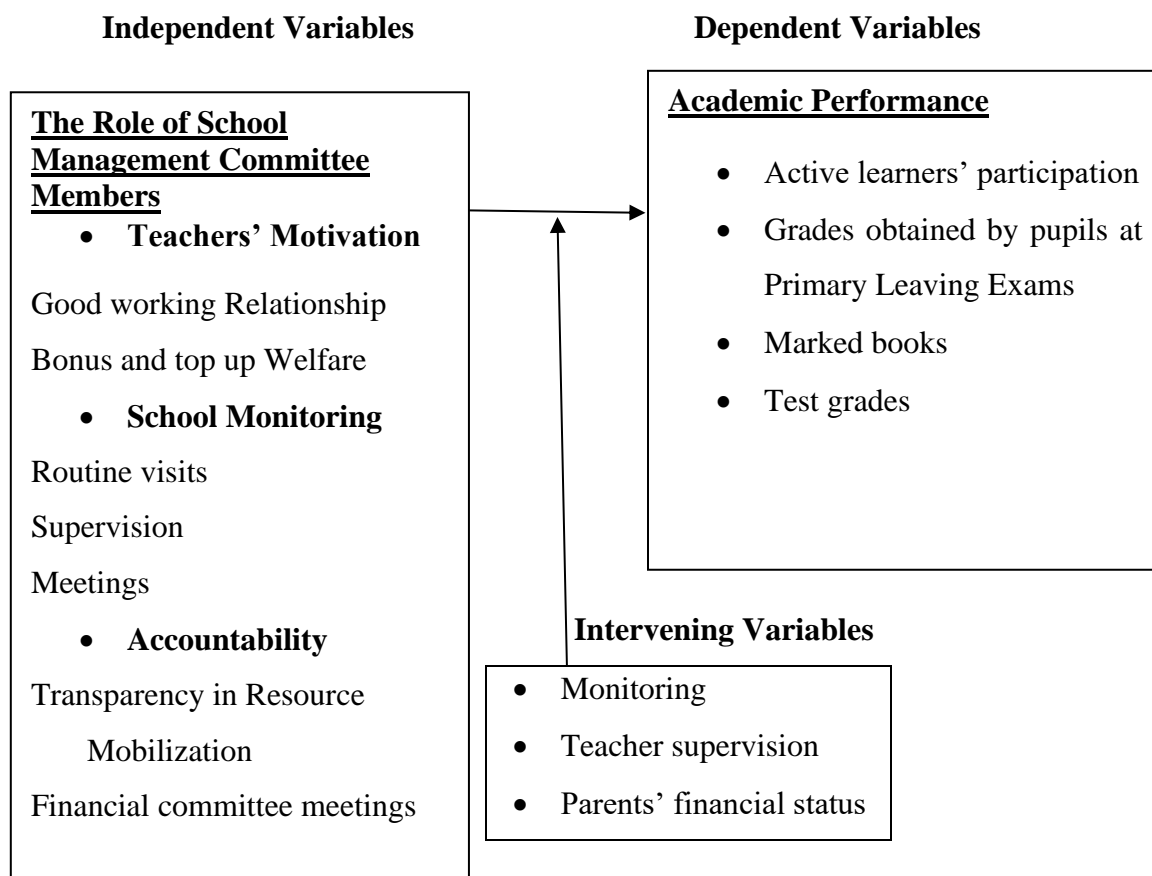 Independent Variables
Dependent Variables
The Role of School
Management Committee
Members
• Teachers’ Motivation
Good working Relationship
Bonus and top up Welfare
• School Monitoring
Routine visits
Supervision
Meetings
• Accountability
Transparency in Resource
Mobilization
Financial committee meetings
Academic Performance
• Active learners’ participation
• Grades obtained by pupils at
Primary Leaving Exams
• Marked books
• Test grades
Intervening Variables
• Monitoring
• Teacher supervision
• Parents’ financial status